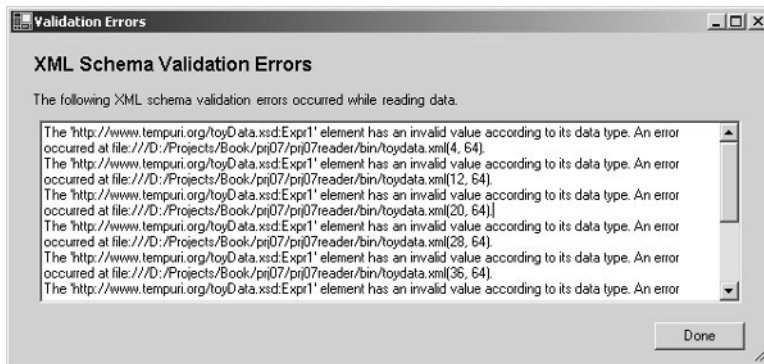 Validation Errors
XML Schema Validation Errors
The following XML schema validation errors occurred while reading data.
The 'http://www.tempuri.org/toyData.xsd:Expr1' element has an invalid value according to its data type. An error
occurred at file:///D:/Projects/Book/prj07/prj07reader/bin/toydata.xml(4, 64).
The 'http://www.tempuri.org/toyData.xsd:Expr1' element has an invalid value according to its data type. An error
occurred at file:///D:/Projects/Book/prj07/prj07reader/bin/toydata.xml(12, 64).
The 'http://www.tempuri.org/toyData.xsd:Expr1' element has an invalid value according to its data type. An error
occurred at file:///D:/Projects/Book/prj07/prj07reader/bin/toydata.xml(20, 64).
The 'http://www.tempuri.org/toyData.xsd:Expr1' element has an invalid value according to its data type. An error
occurred at file:///D:/Projects/Book/prj07/prj07reader/bin/toydata.xml(28, 64).
The 'http://www.tempuri.org/toyData.xsd:Expr1' element has an invalid value according to its data type. An error
occurred at file:///D:/Projects/Book/prj07/prj07reader/bin/toydata.xml(36, 64).
The 'http://www.tempuri.org/toyData.xsd:Expr1' element has an invalid value according to its data type. An error
Done